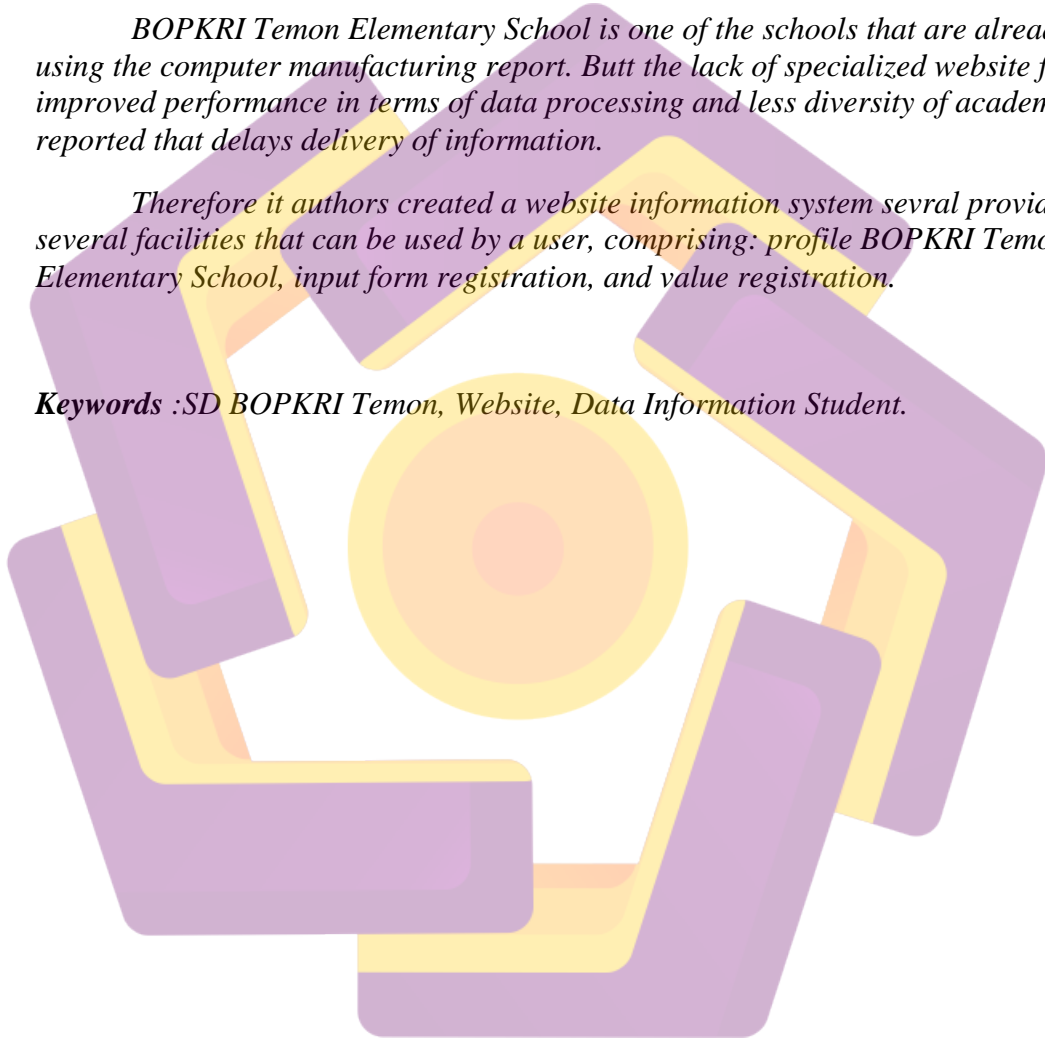 BOPKRI Temon Elementary School is one of the schools that are alrea
using the computer manufacturing report. Butt the lack of specialized website f
improved performance in terms of data processing and less diversity of academ
reported that delays delivery of information.
Therefore it authors created a website information system sevral provid
several facilities that can be used by a user, comprising: profile BOPKRI Temo
Elementary School, input form registration, and value registration.
Keywords :SD BOPKRI Temon, Website, Data Information Student.